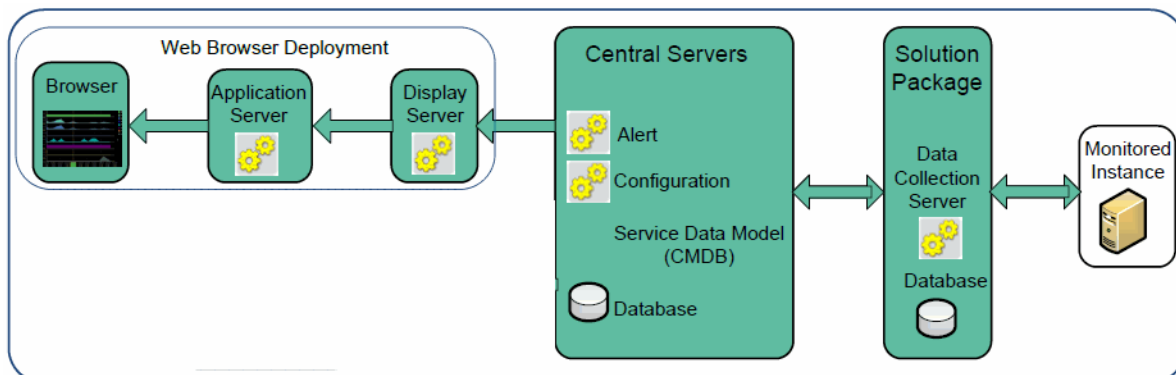 Web Browser Deployment
Browser
Application
Server
Display
Server
Central Servers
Alert
Configuration
Service Data Model
(CMDB)
Database
Solution
Package
Data
Collection
Server
Database
Monitored
Instance